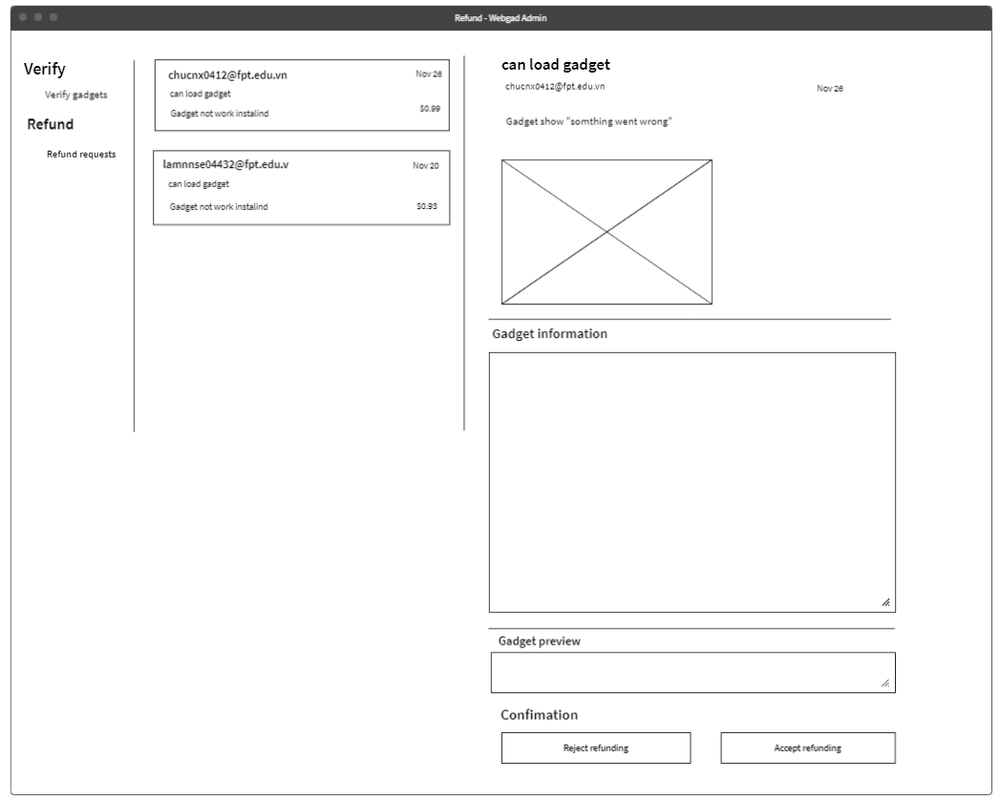 Refund - Webgad Admin
Verify
Verify gadgets
Refund
Refund requests
chucnx0412@fpt.edu.vn
Nov 26
can load gadget
Gadget not work instalind
$0.99
lamnnse04432@fpt.edu.v
Nov 20
can load gadget
Gadget not work instalind
$0.93
can load gadget
chucnx0412@fpt.edu.vn
Nov 26
Gadget show "somthing went wrong"
Gadget information
Gadget preview
Confimation
Reject refunding
Accept refunding